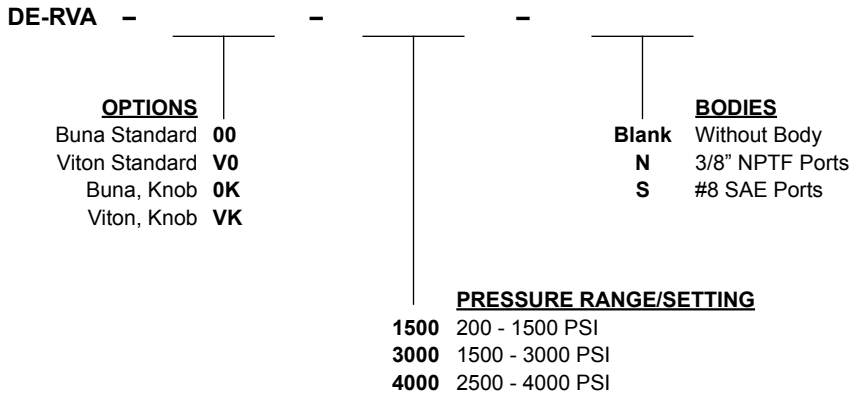 DE-RVA – – –
OPTIONS
Buna Standard 00
Viton Standard V0
Buna, Knob 0K
Viton, Knob VK
BODIES
Blank Without Body
N 3/8” NPTF Ports
S #8 SAE Ports
PRESSURE RANGE/SETTING
1500 200 - 1500 PSI
3000 1500 - 3000 PSI
4000 2500 - 4000 PSI